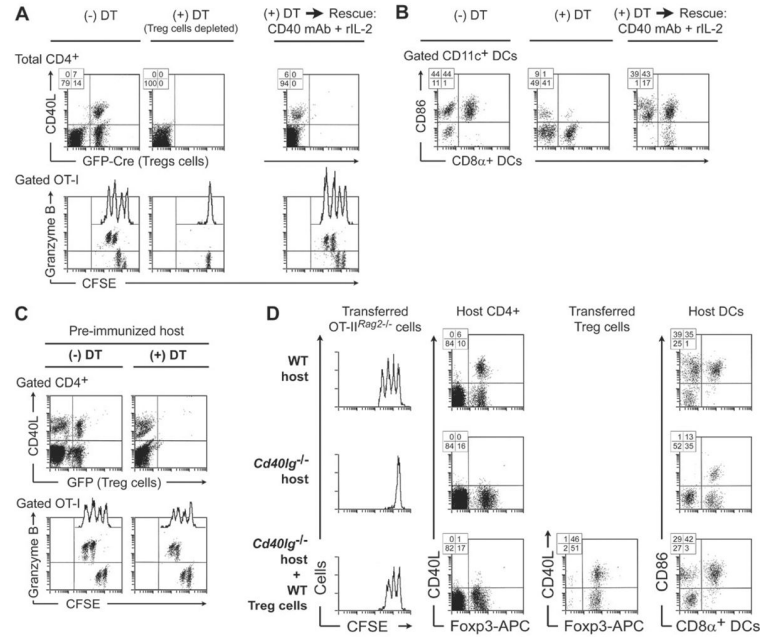 A
(-) DT
(+) DT
(Treg cells depleted)
(+) DT → Rescue:
CD40 mAb + rIL-2
Total CD4+
0 7
79 14
0 0
100 0
6 0
94 0
CD40L
GFP-Cre (Tregs cells)
Gated OT-I
Granzyme B
CFSE
B
(-) DT
(+) DT
(+) DT → Rescue:
CD40 mAb + rIL-2
Gated CD11c+ DCs
44 44
11 1
9 1
49 41
39 43
1 17
CD86
CD8α+ DCs
C
Pre-immunized host
(-) DT
(+) DT
Gated CD4+
CD40L
GFP (Treg cells)
Gated OT-I
Granzyme B
CFSE
D
Transferred
OT-IIRag2-/- cells
Host CD4+
Transferred
Treg cells
Host DCs
WT
host
0 6
84 10
39 35
25 1
Cd40lg-/-
host
0 0
84 16
1 13
52 35
Cd40lg-/-
host
+
WT
Treg cells
0 1
82 17
1 46
2 51
29 42
27 3
Cells
CD40L
CD40L
CD86
CFSE
Foxp3-APC
Foxp3-APC
CD8α+ DCs